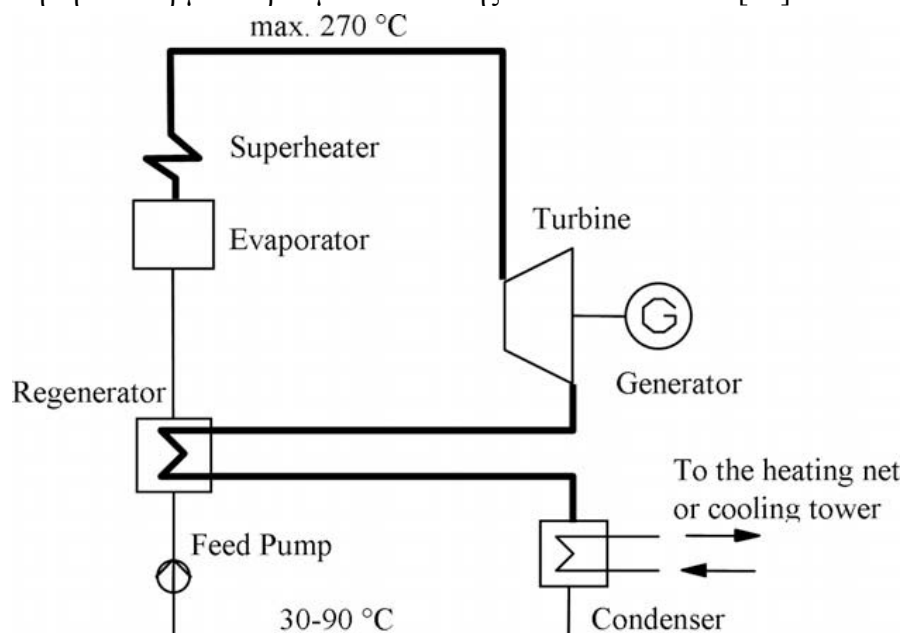 max. 270 °C
Superheater
Turbine
Evaporator
G
Generator
Regenerator
To the heating net
or cooling tower
Feed Pump
30-90 °C
Condenser